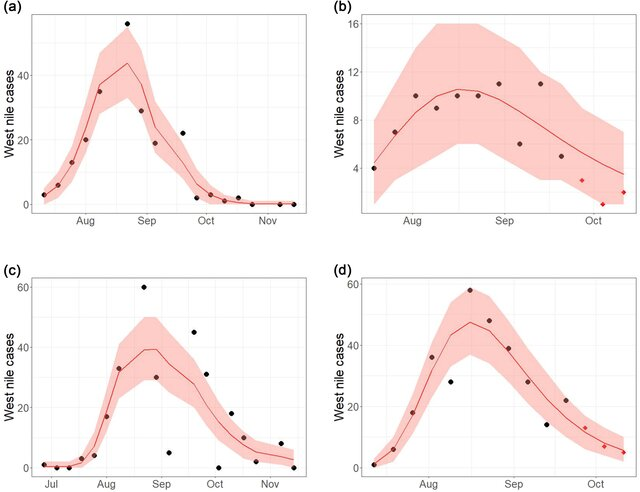 (a)
West nile cases
40
20
0
Aug Sep Oct Nov
(b)
West nile cases
16
12
8
4
Aug Sep Oct
(c)
West nile cases
60
40
20
0
Jul Aug Sep Oct Nov
(d)
West nile cases
60
40
20
0
Aug Sep Oct